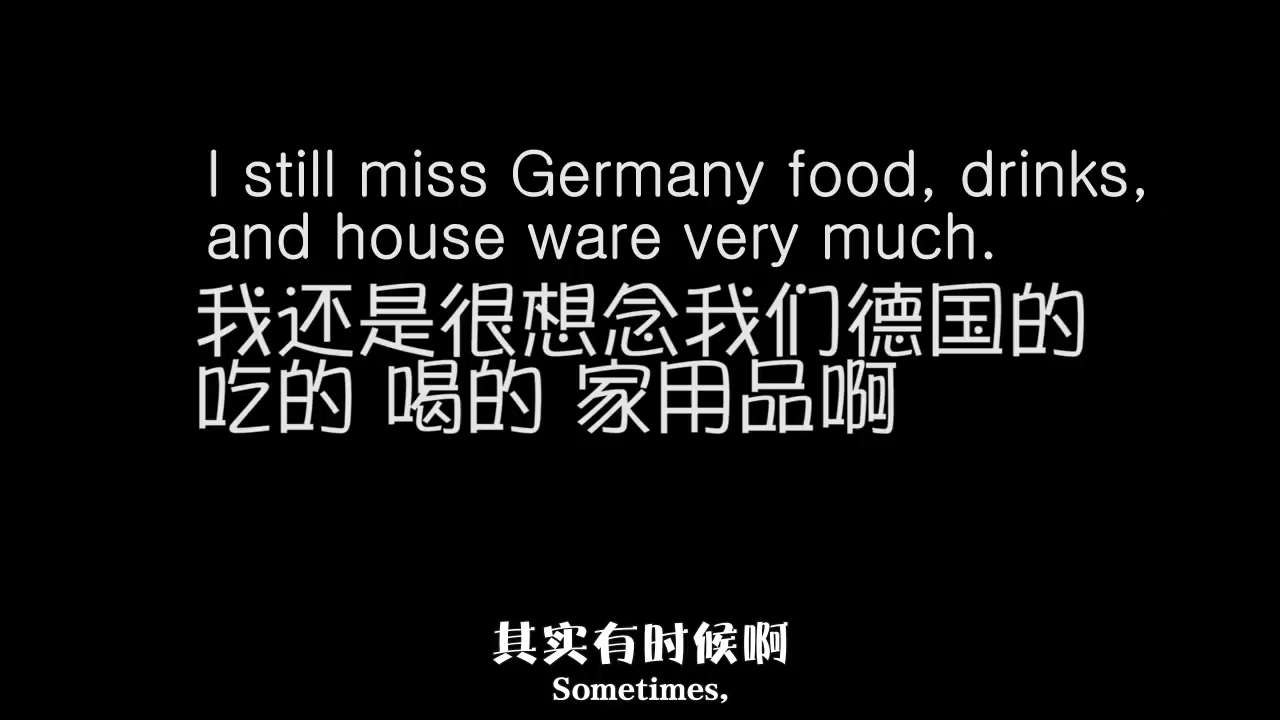 I still miss Germany food, drinks,
and house ware very much.
我还是很想念我们德国的
吃的 喝的 家用品啊
其实有时候啊
Sometimes,